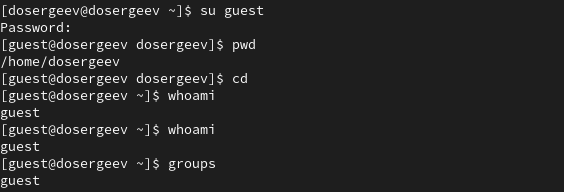 [dosergeev@dosergeev ~]$ su guest
Password:
[guest@dosergeev dosergeev]$ pwd
/home/dosergeev
[guest@dosergeev dosergeev]$ cd
[guest@dosergeev ~]$ whoami
guest
[guest@dosergeev ~]$ whoami
guest
[guest@dosergeev ~]$ groups
guest